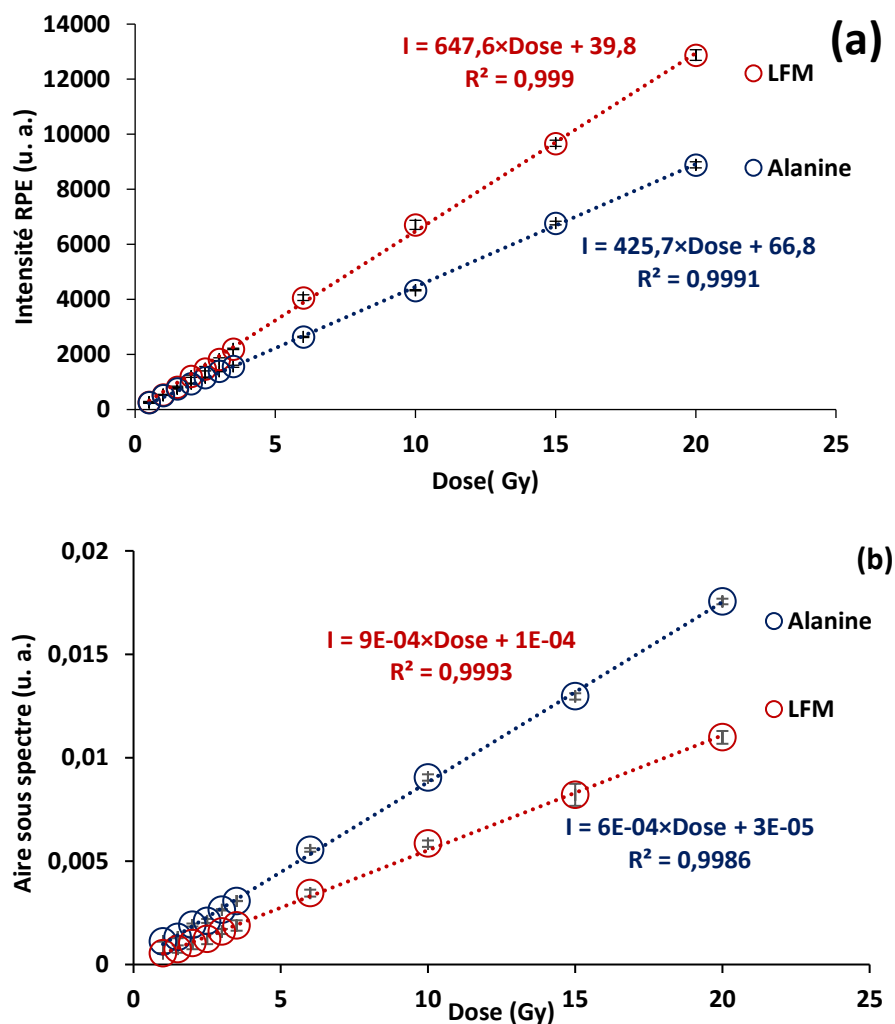 (a)
14000
12000
10000
8000
6000
4000
2000
0
Intensité RPE (u. a.)
I = 647,6×Dose + 39,8
R² = 0,999
LFM
Alanine
I = 425,7×Dose + 66,8
R² = 0,9991
0 5 10 15 20 25
Dose( Gy)
(b)
0,02
0,015
0,01
0,005
0
Aire sous spectre (u. a.)
I = 9E-04×Dose + 1E-04
R² = 0,9993
Alanine
LFM
I = 6E-04×Dose + 3E-05
R² = 0,9986
0 5 10 15 20 25
Dose (Gy)